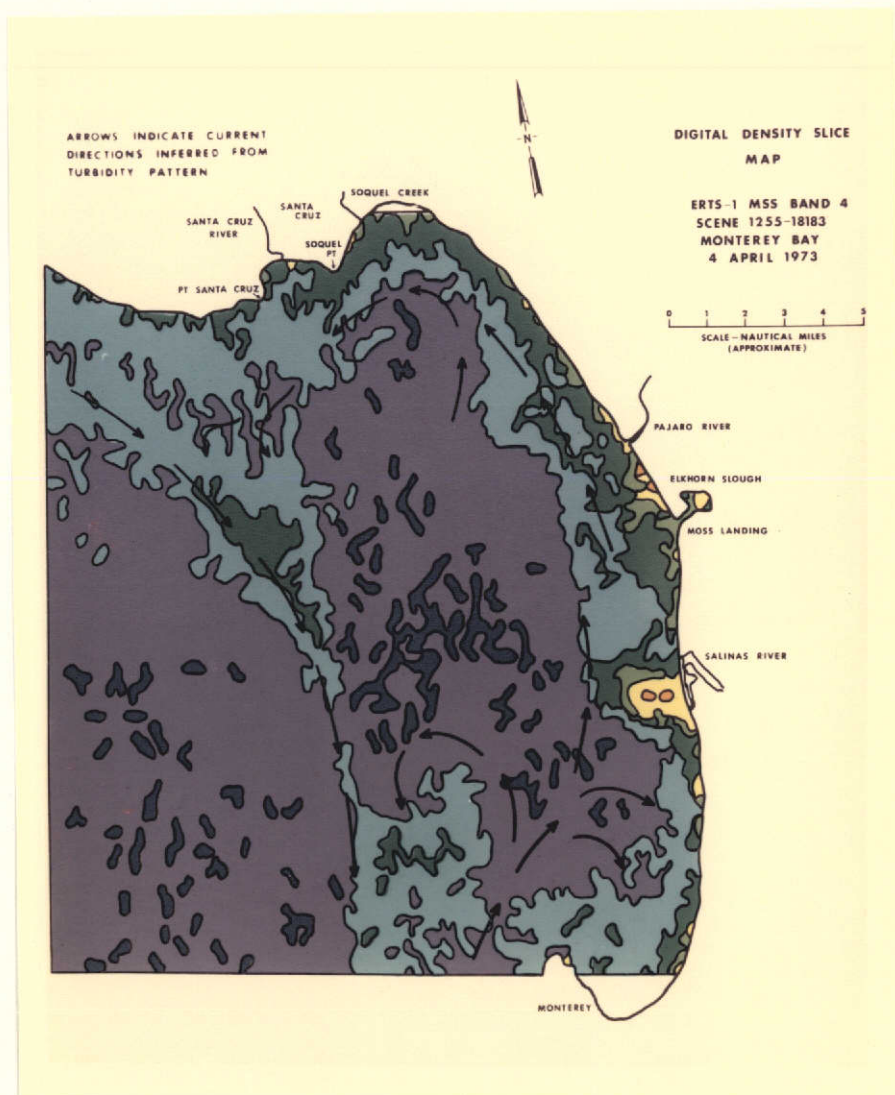 ARROWS INDICATE CURRENT
DIRECTIONS INFERRED FROM
TURBIDITY PATTERN
-N-
DIGITAL DENSITY SLICE
MAP
ERTS-1 MSS BAND 4
SCENE 1255-18183
MONTEREY BAY
4 APRIL 1973
0 1 2 3 4 5
SCALE-NAUTICAL MILES
(APPROXIMATE)
SOQUEL CREEK
SANTA
CRUZ
SANTA CRUZ
RIVER
SOQUEL
PT
PT SANTA CRUZ
PAJARO RIVER
ELKHORN SLOUGH
MOSS LANDING
SALINAS RIVER
MONTEREY